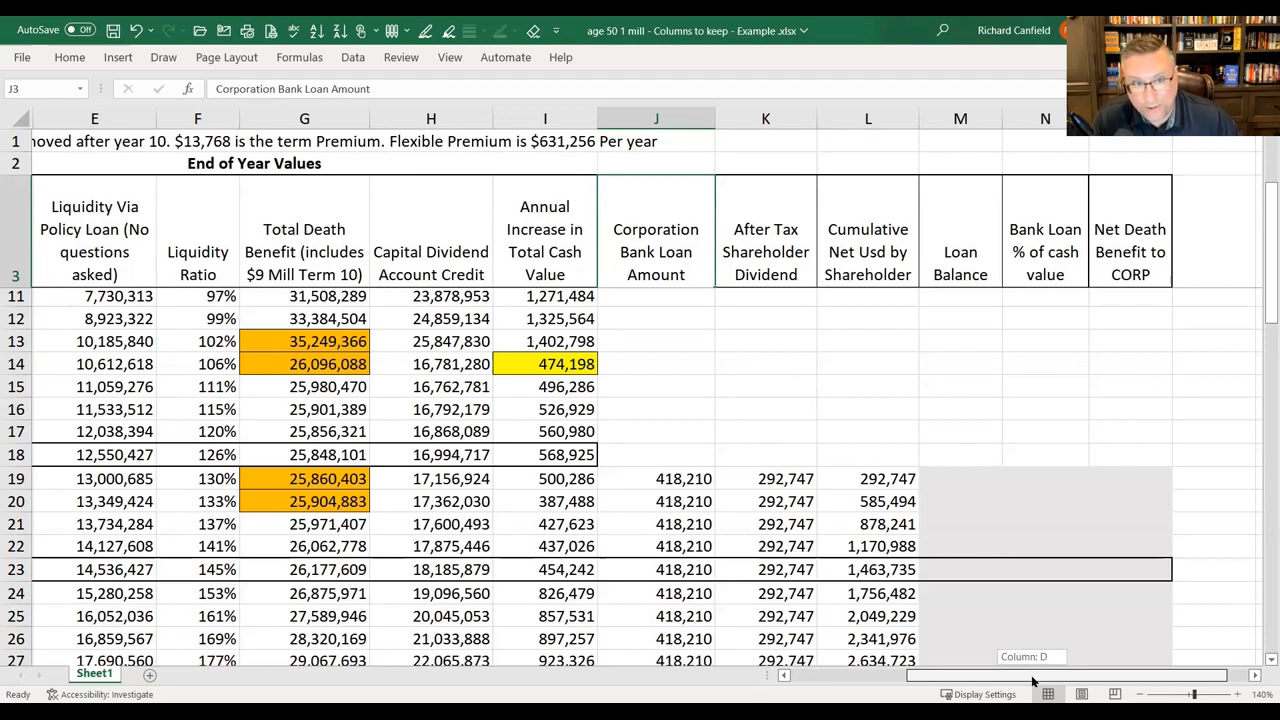 AutoSave Off age 50 1 mill - Columns to keep - Example .xlsx Richard Canfield
File Home Insert Draw Page Layout Formulas Data Review View Automate Help
J3 fx Corporation Bank Loan Amount
E F G H I J K L M N
1 noved after year 10. $13,768 is the term Premium. Flexible Premium is $631,256 Per year
2 End of Year Values
3
Liquidity Via
Policy Loan (No
questions
asked)
Liquidity
Ratio
Total Death
Benefit (includes
$9 Mill Term 10)
Capital Dividend
Account Credit
Annual
Increase in
Total Cash
Value
Corporation
Bank Loan
Amount
After Tax
Shareholder
Dividend
Cumulative
Net Usd by
Shareholder
Loan
Balance
Bank Loan
% of cash
value
Net Death
Benefit to
CORP
11 7,730,313 97% 31,508,289 23,878,953 1,271,484
12 8,923,322 99% 33,384,504 24,859,134 1,325,564
13 10,185,840 102% 35,249,366 25,847,830 1,402,798
14 10,612,618 106% 26,096,088 16,781,280 474,198
15 11,059,276 111% 25,980,470 16,762,781 496,286
16 11,533,512 115% 25,901,389 16,792,179 526,929
17 12,038,394 120% 25,856,321 16,868,089 560,980
18 12,550,427 126% 25,848,101 16,994,717 568,925
19 13,000,685 130% 25,860,403 17,156,924 500,286 418,210 292,747 292,747
20 13,349,424 133% 25,904,883 17,362,030 387,488 418,210 292,747 585,494
21 13,734,284 137% 25,971,407 17,600,493 427,623 418,210 292,747 878,241
22 14,127,608 141% 26,062,778 17,875,446 437,026 418,210 292,747 1,170,988
23 14,536,427 145% 26,177,609 18,185,879 454,242 418,210 292,747 1,463,735
24 15,280,258 153% 26,875,971 19,096,560 826,479 418,210 292,747 1,756,482
25 16,052,036 161% 27,589,946 20,045,053 857,531 418,210 292,747 2,049,229
26 16,859,567 169% 28,320,169 21,033,888 897,257 418,210 292,747 2,341,976
27 17,690,560 177% 29,067,693 22,065,873 923,326 418,210 292,747 2,634,723
Column: D
Sheet1
Ready Accessibility: Investigate Display Settings 140%